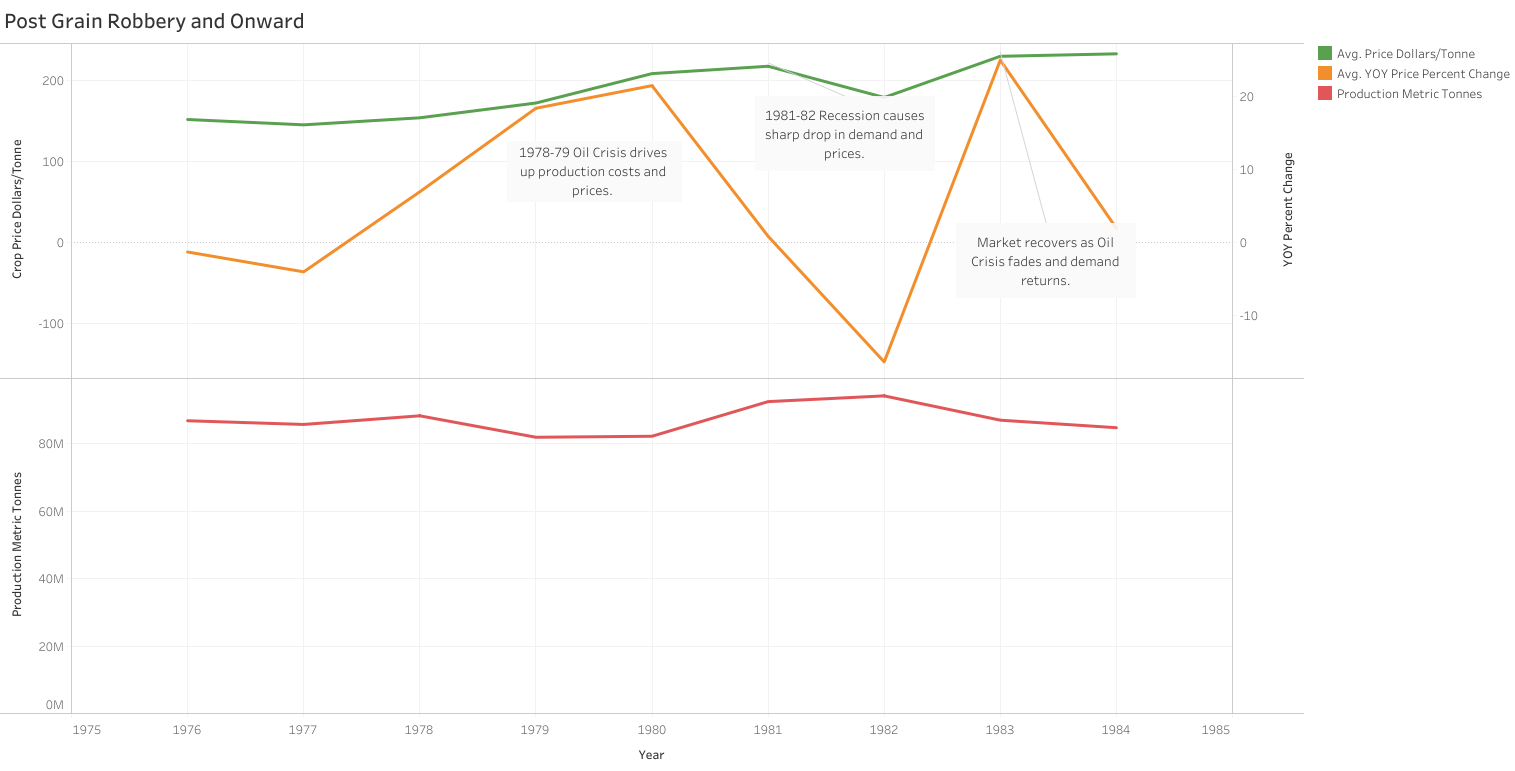 Post Grain Robbery and Onward
Avg. Price Dollars/Tonne
Avg. YOY Price Percent Change
Production Metric Tonnes
Crop Price Dollars/Tonne
200
100
0
-100
1978-79 Oil Crisis drives
up production costs and
prices.
1981-82 Recession causes
sharp drop in demand and
prices.
Market recovers as Oil
Crisis fades and demand
returns.
20
10
0
-10
YOY Percent Change
Production Metric Tonnes
80M
60M
40M
20M
0M
1975 1976 1977 1978 1979 1980 1981 1982 1983 1984 1985
Year